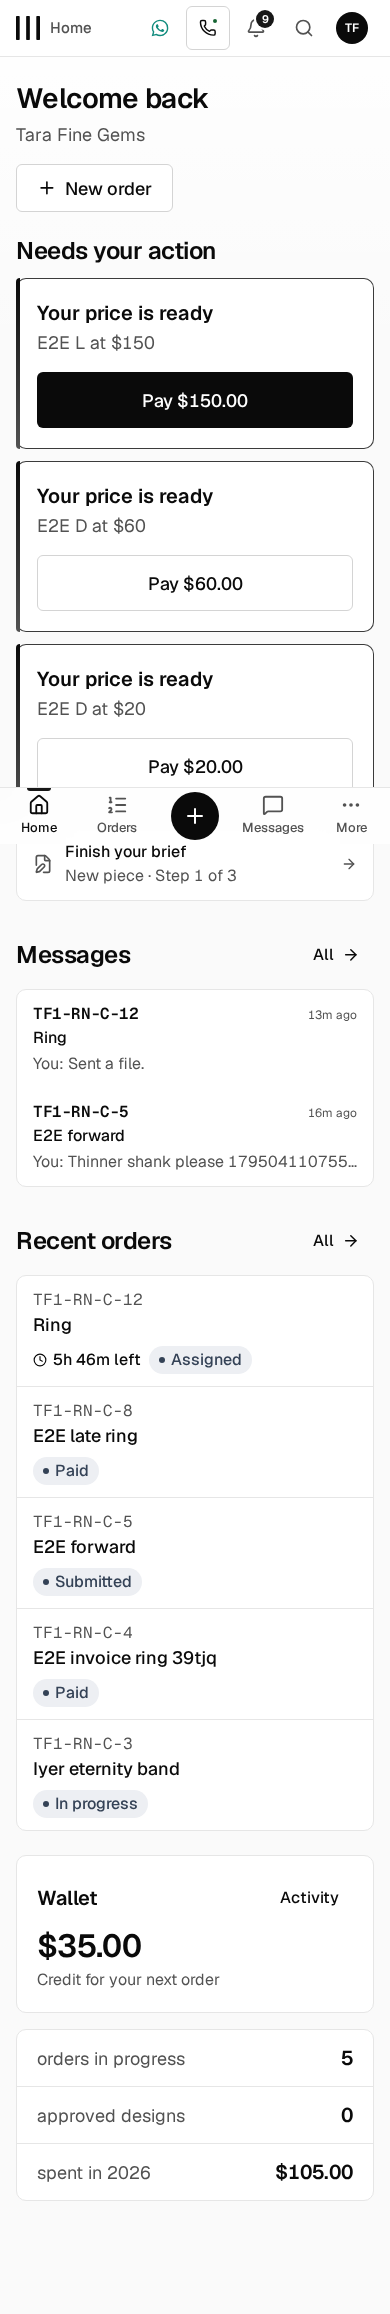 Home
9
TF
Welcome back
Tara Fine Gems
New order
Needs your action
Your price is ready
E2E L at $150
Pay $150.00
Your price is ready
E2E D at $60
Pay $60.00
Your price is ready
E2E D at $20
Pay $20.00
Home
Orders
Messages
More
Finish your brief
New piece · Step 1 of 3
Messages
All
TF1-RN-C-12
13m ago
Ring
You: Sent a file.
TF1-RN-C-5
16m ago
E2E forward
You: Thinner shank please 179504110755...
Recent orders
All
TF1-RN-C-12
Ring
5h 46m left
Assigned
TF1-RN-C-8
E2E late ring
Paid
TF1-RN-C-5
E2E forward
Submitted
TF1-RN-C-4
E2E invoice ring 39tjq
Paid
TF1-RN-C-3
Iyer eternity band
In progress
Wallet
Activity
$35.00
Credit for your next order
orders in progress
5
approved designs
0
spent in 2026
$105.00